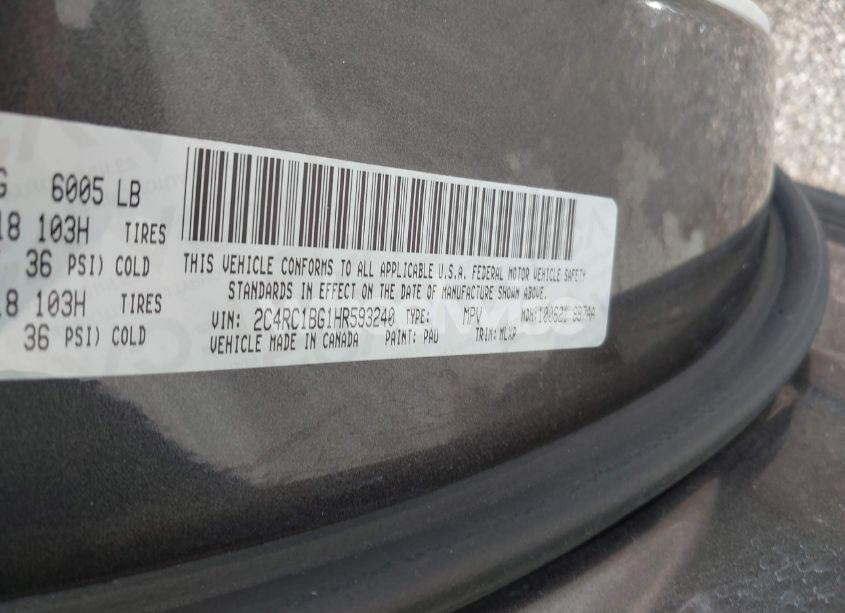 G 6005 LB
18 103H TIRES
36 PSI) COLD
18 103H TIRES
36 PSI) COLD
THIS VEHICLE CONFORMS TO ALL APPLICABLE U.S.A. FEDERAL MOTOR VEHICLE SAFETY
STANDARDS IN EFFECT ON THE DATE OF MANUFACTURE SHOWN ABOVE.
VIN: 2C4RC1BG1HR593240 TYPE: MPV
VEHICLE MADE IN CANADA PAINT: PAU TRIM: